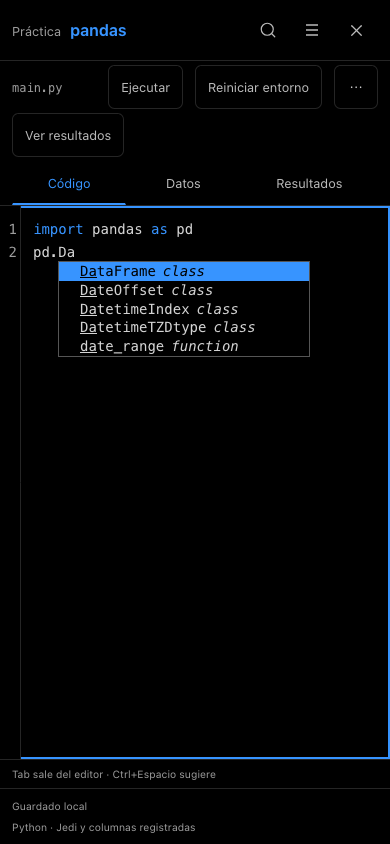 Práctica pandas
main.py Ejecutar Reiniciar entorno ...
Ver resultados
Código Datos Resultados
1 import pandas as pd
2 pd.Da
DataFrame class
DateOffset class
DatetimeIndex class
DatetimeTZDtype class
date_range function
Tab sale del editor · Ctrl+Espacio sugiere
Guardado local
Python · Jedi y columnas registradas